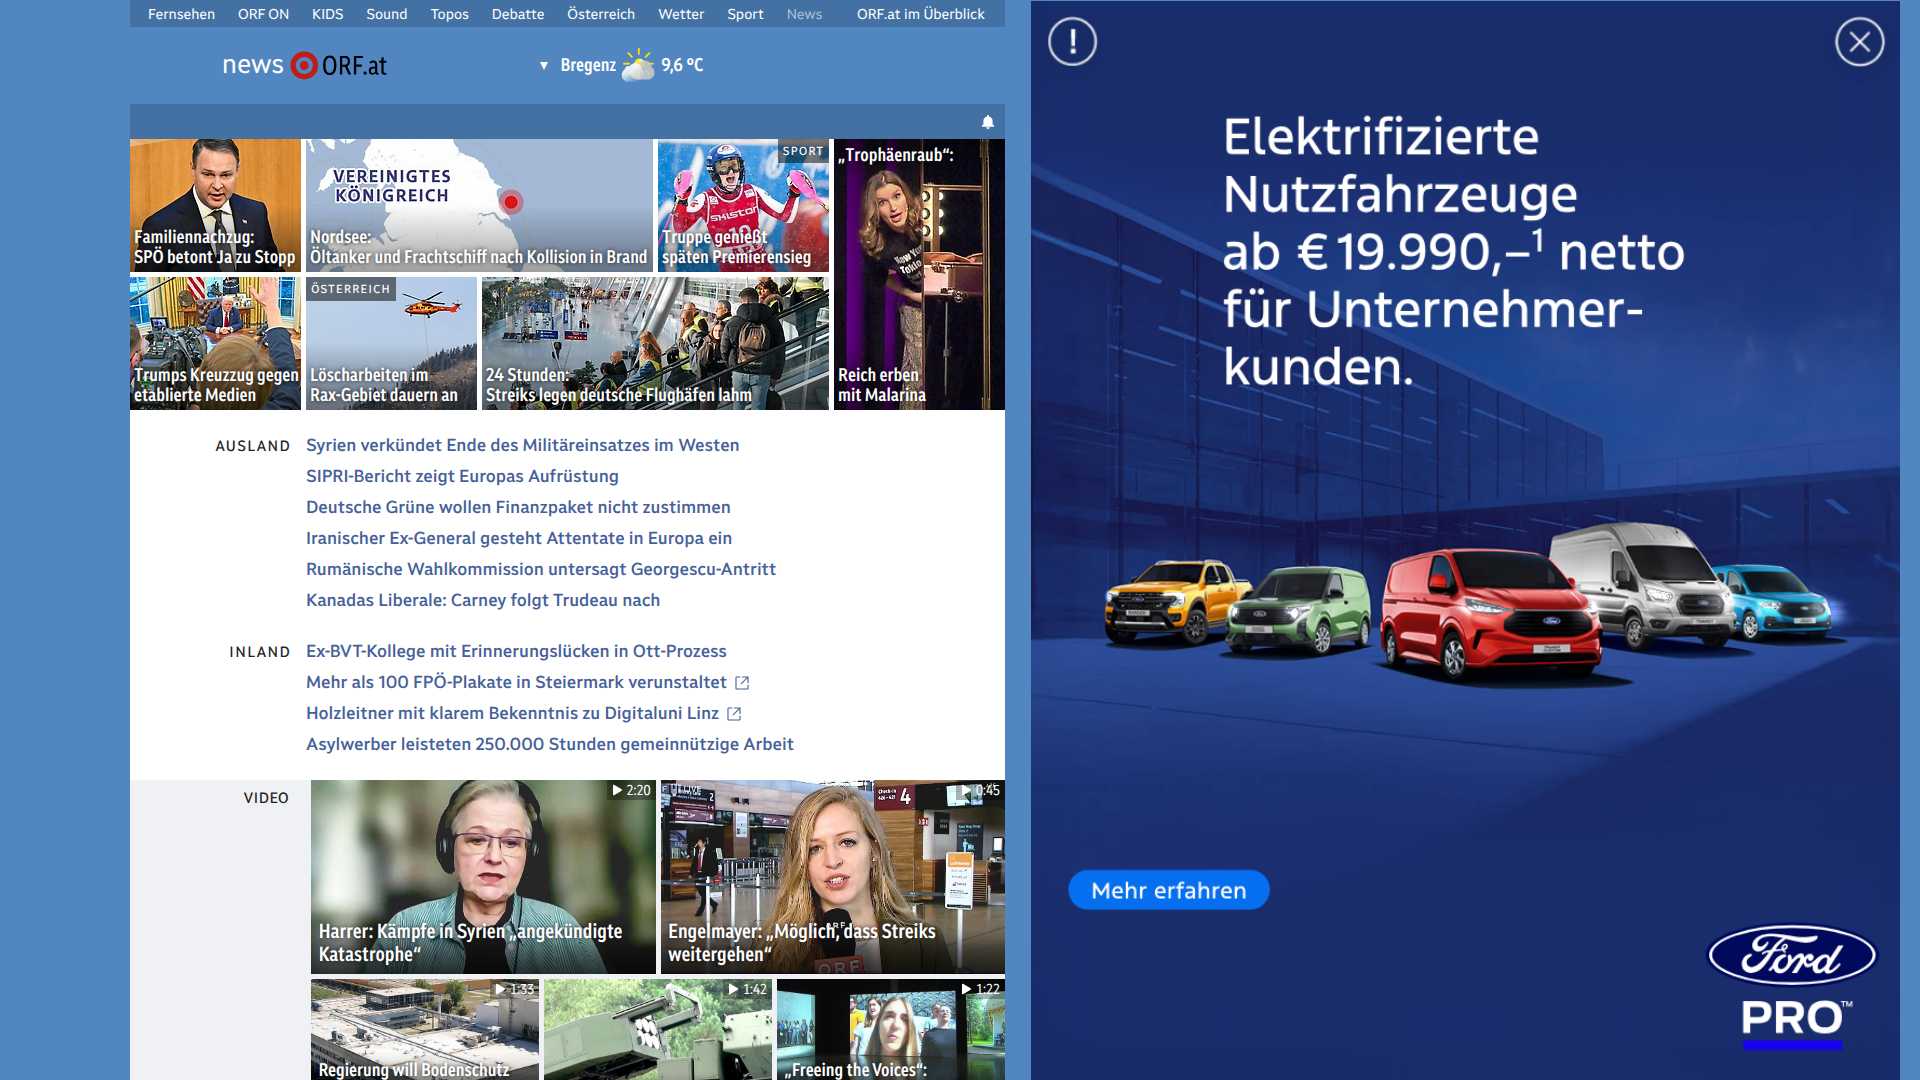 Fernsehen ORF ON KIDS Sound Topos Debatte Österreich Wetter Sport News ORF.at im Überblick
news ORF.at
▼ Bregenz 9,6 °C
Familiennachzug:
SPÖ betont Ja zu Stopp
VEREINIGTES
KÖNIGREICH
Nordsee:
Öltanker und Frachtschiff nach Kollision in Brand
SPORT
Truppe genießt
späten Premierensieg
„Trophäenraub“:
Reich erben
mit Malarina
Trumps Kreuzzug gegen
etablierte Medien
ÖSTERREICH
Löscharbeiten im
Rax-Gebiet dauern an
24 Stunden:
Streiks legen deutsche Flughäfen lahm
AUSLAND
Syrien verkündet Ende des Militäreinsatzes im Westen
SIPRI-Bericht zeigt Europas Aufrüstung
Deutsche Grüne wollen Finanzpaket nicht zustimmen
Iranischer Ex-General gesteht Attentate in Europa ein
Rumänische Wahlkommission untersagt Georgescu-Antritt
Kanadas Liberale: Carney folgt Trudeau nach
INLAND
Ex-BVT-Kollege mit Erinnerungslücken in Ott-Prozess
Mehr als 100 FPÖ-Plakate in Steiermark verunstaltet
Holzleitner mit klarem Bekenntnis zu Digitaluni Linz
Asylwerber leisteten 250.000 Stunden gemeinnützige Arbeit
VIDEO
2:20
Harrer: Kämpfe in Syrien „angekündigte
Katastrophe“
0:45
4
ORF
Engelmayer: „Möglich, dass Streiks
weitergehen“
1:33
Regierung will Bodenschutz
1:42
1:22
„Freeing the Voices“:
Elektrifizierte
Nutzfahrzeuge
ab € 19.990,–1 netto
für Unternehmer-
kunden.
Mehr erfahren
Ford
PRO™